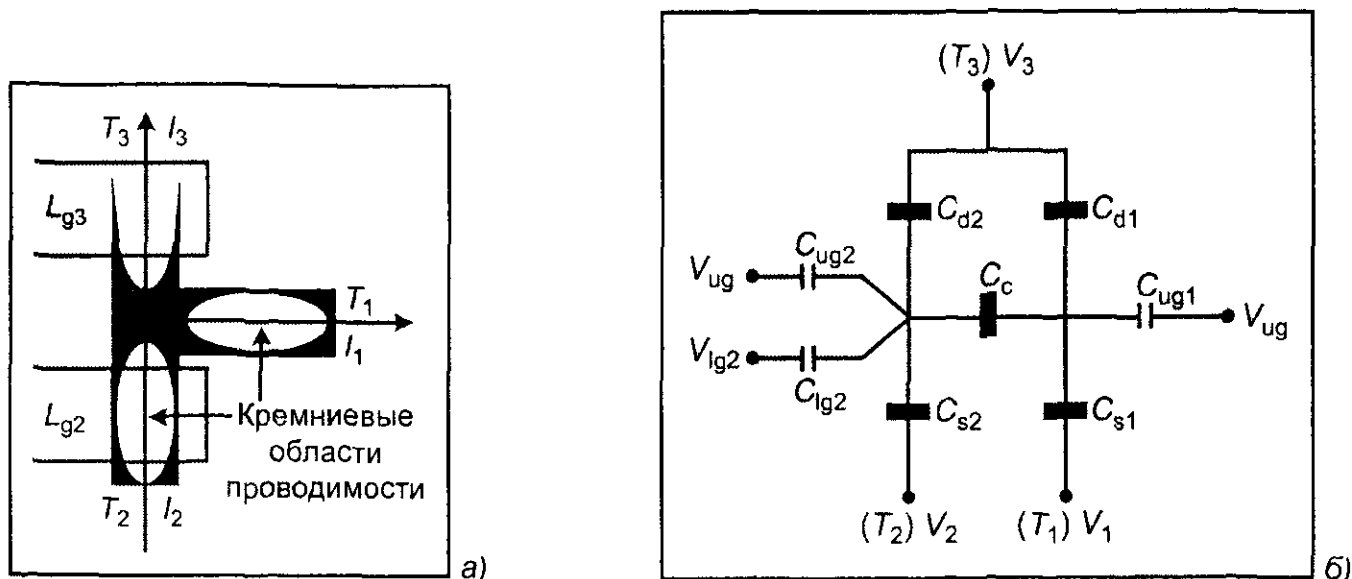 T3 I3
Lg3
T1
I1
Lg2
Кремниевые
области
проводимости
T2 I2
а)
(T3) V3
Cd2
Cd1
Cug2
Vug
Cc
Cug1
Vug
Vlg2
Clg2
Cs2
Cs1
(T2) V2
(T1) V1
б)